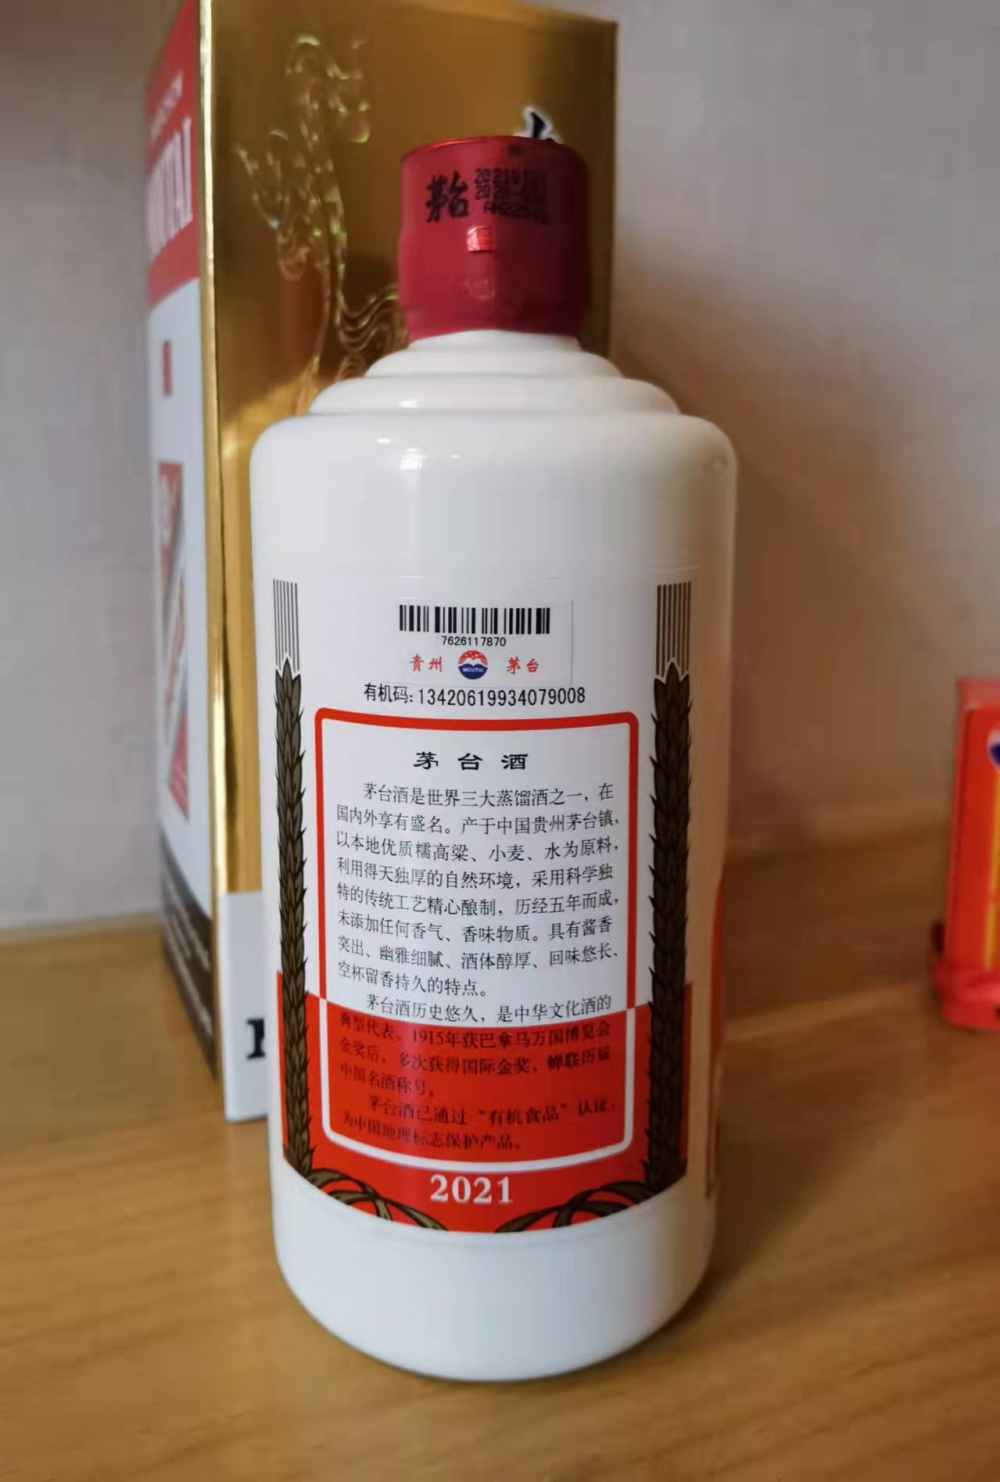 茅台
7626117870
贵州 茅台
有机码:13420619934079008
茅台酒
茅台酒是世界三大蒸馏酒之一，在
国内外享有盛名。产于中国贵州茅台镇，
以本地优质糯高粱、小麦、水为原料，
利用得天独厚的自然环境，采用科学独
特的传统工艺精心酿制，历经五年而成，
未添加任何香气、香味物质。具有酱香
突出、幽雅细腻、酒体醇厚、回味悠长、
空杯留香持久的特点。
茅台酒历史悠久，是中华文化酒的
典型代表，1915年获巴拿马万国博览会
金奖后，多次获得国际金奖，蝉联历届
中国名酒称号。
茅台酒已通过“有机食品”认证，
为中国地理标志保护产品。
2021